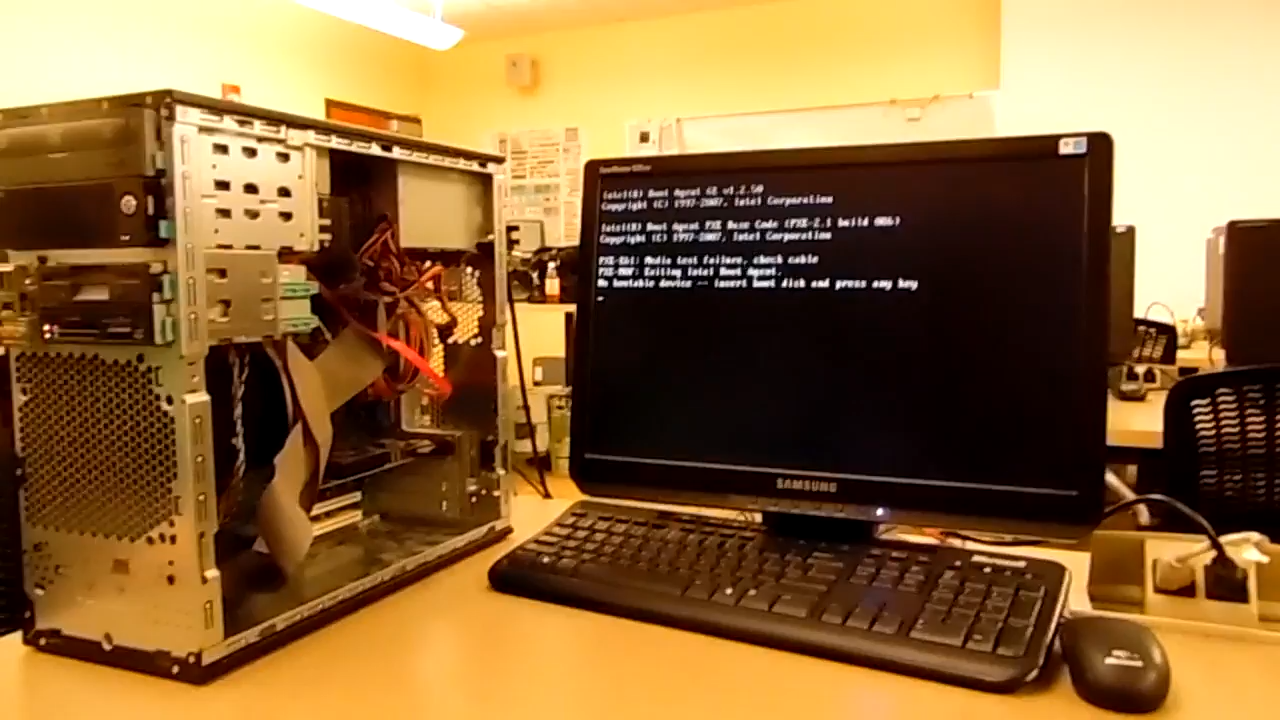 Intel(R) Boot Agent GE v1.2.50
Copyright (C) 1997-2007, Intel Corporation
Intel(R) Boot Agent PXE Base Code (PXE-2.1 build 086)
Copyright (C) 1997-2007, Intel Corporation
PXE-E61: Media test failure, check cable
PXE-M0F: Exiting Intel Boot Agent.
No bootable device -- insert boot disk and press any key
SAMSUNG